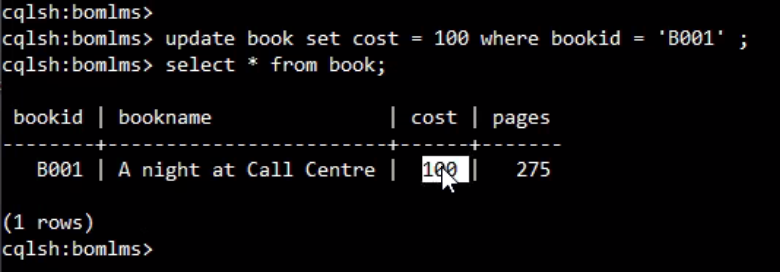 cqlsh:bomlms>
cqlsh:bomlms> update book set cost = 100 where bookid = 'B001' ;
cqlsh:bomlms> select * from book;
bookid | bookname                | cost | pages
--------+-------------------------+------+-------
B001 | A night at Call Centre |  100 |   275
(1 rows)
cqlsh:bomlms>